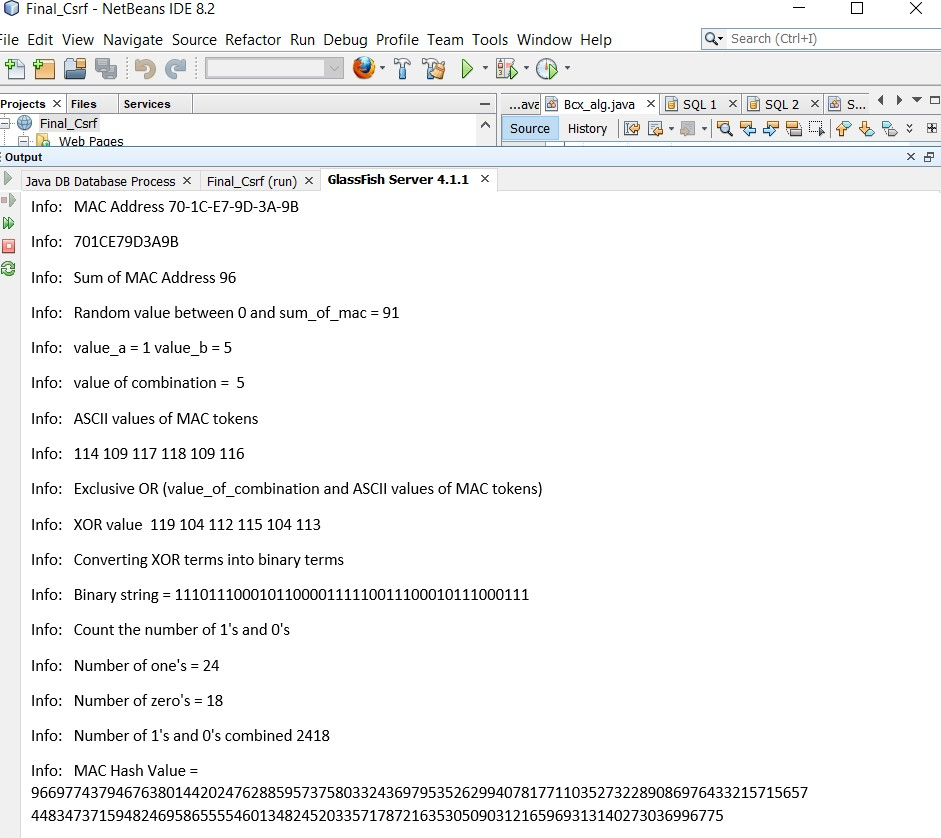 Final_Csrf - NetBeans IDE 8.2
File Edit View Navigate Source Refactor Run Debug Profile Team Tools Window Help
Search (Ctrl+I)
Projects Files Services
...ava Bcx_alg.java SQL 1 SQL 2 S...
Final_Csrf
Source History
Web Pages
Output
Java DB Database Process Final_Csrf (run) GlassFish Server 4.1.1
Info: MAC Address 70-1C-E7-9D-3A-9B
Info: 701CE79D3A9B
Info: Sum of MAC Address 96
Info: Random value between 0 and sum_of_mac = 91
Info: value_a = 1 value_b = 5
Info: value of combination = 5
Info: ASCII values of MAC tokens
Info: 114 109 117 118 109 116
Info: Exclusive OR (value_of_combination and ASCII values of MAC tokens)
Info: XOR value 119 104 112 115 104 113
Info: Converting XOR terms into binary terms
Info: Binary string = 111011100010110000111110011100010111000111
Info: Count the number of 1's and 0's
Info: Number of one's = 24
Info: Number of zero's = 18
Info: Number of 1's and 0's combined 2418
Info: MAC Hash Value =
9669774379467638014420247628859573758033243697953526299407817711035273228908697643321571565​7
4483473715948246958655554601348245203357178721635305090312165969313140273036996775